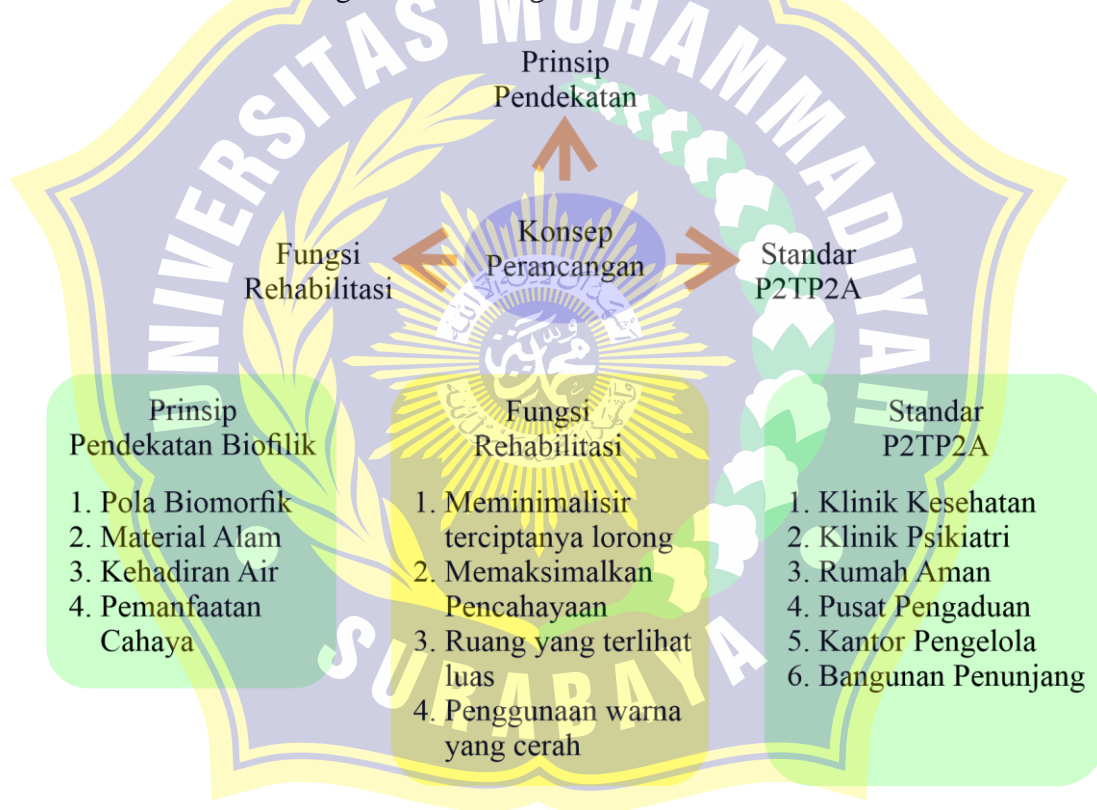 UNIVERSITAS MUHAMMADIYAH
SURABAYA
Prinsip
Pendekatan
Konsep
Perancangan
Fungsi
Rehabilitasi
Standar
P2TP2A
Prinsip
Pendekatan Biofilik
1. Pola Biomorfik
2. Material Alam
3. Kehadiran Air
4. Pemanfaatan
Cahaya
Fungsi
Rehabilitasi
1. Meminimalisir
terciptanya lorong
2. Memaksimalkan
Pencahayaan
3. Ruang yang terlihat
luas
4. Penggunaan warna
yang cerah
Standar
P2TP2A
1. Klinik Kesehatan
2. Klinik Psikiatri
3. Rumah Aman
4. Pusat Pengaduan
5. Kantor Pengelola
6. Bangunan Penunjang